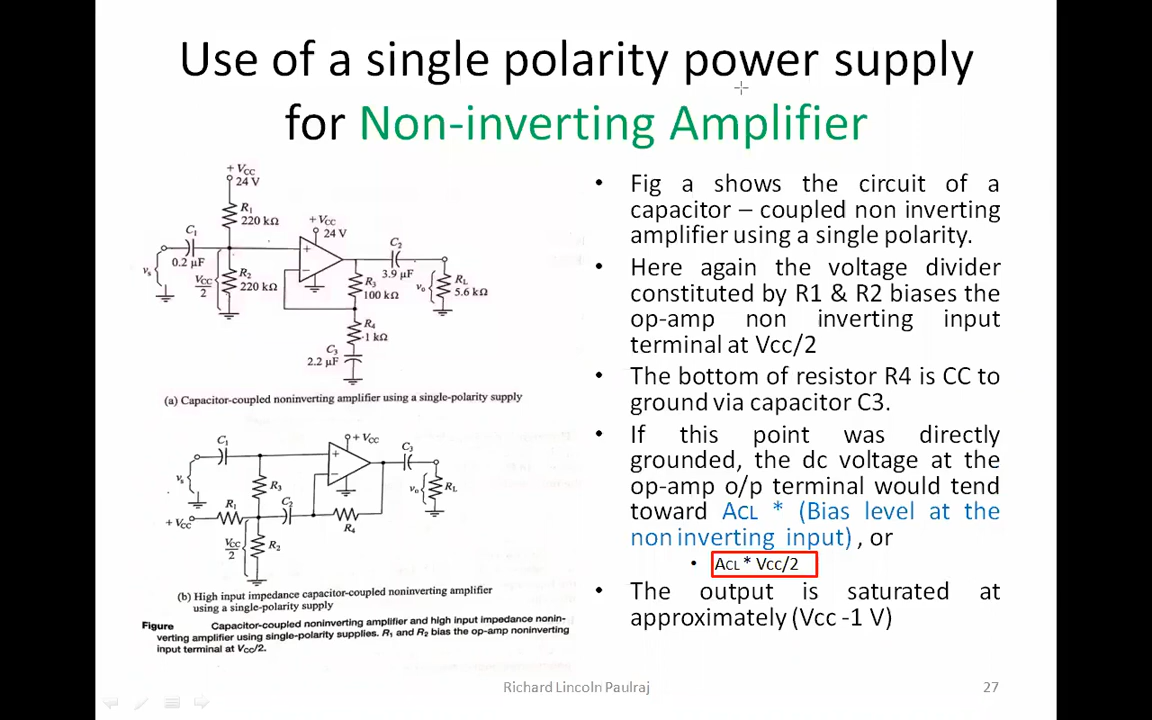 Use of a single polarity power supply
for Non-inverting Amplifier
+ VCC
24 V
R1
220 kΩ
+ VCC
24 V
C1
0.2 µF
vs
VCC
2
R2
220 kΩ
+
−
C2
3.9 µF
R3
100 kΩ
vo
RL
5.6 kΩ
R4
1 kΩ
C3
2.2 µF
(a) Capacitor-coupled noninverting amplifier using a single-polarity supply
C1
+ VCC
+
−
C3
vs
R3
vo
RL
R1
C2
+ VCC
R4
VCC
2
R2
(b) High input impedance capacitor-coupled noninverting amplifier
using a single-polarity supply
Figure Capacitor-coupled noninverting amplifier and high input impedance nonin-
verting amplifier using single-polarity supplies. R1 and R2 bias the op-amp noninverting
input terminal at VCC/2.
• Fig a shows the circuit of a
capacitor – coupled non inverting
amplifier using a single polarity.
• Here again the voltage divider
constituted by R1 & R2 biases the
op-amp non inverting input
terminal at Vcc/2
• The bottom of resistor R4 is CC to
ground via capacitor C3.
• If this point was directly
grounded, the dc voltage at the
op-amp o/p terminal would tend
toward ACL * (Bias level at the
non inverting input) , or
• ACL * VCC/2
• The output is saturated at
approximately (Vcc -1 V)
Richard Lincoln Paulraj
27